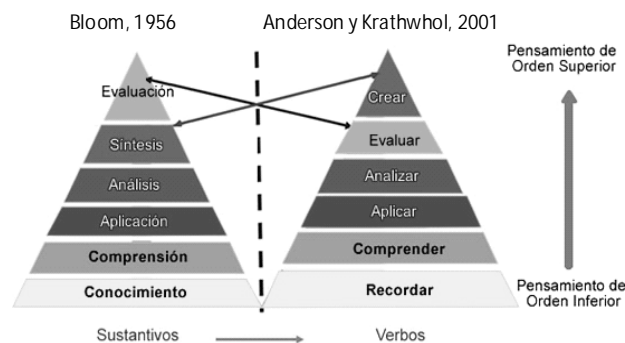 Bloom, 1956
Anderson y Krathwhol, 2001
Evaluación
Síntesis
Análisis
Aplicación
Comprensión
Conocimiento
Crear
Evaluar
Analizar
Aplicar
Comprender
Recordar
Pensamiento de
Orden Superior
Pensamiento de
Orden Inferior
Sustantivos
Verbos